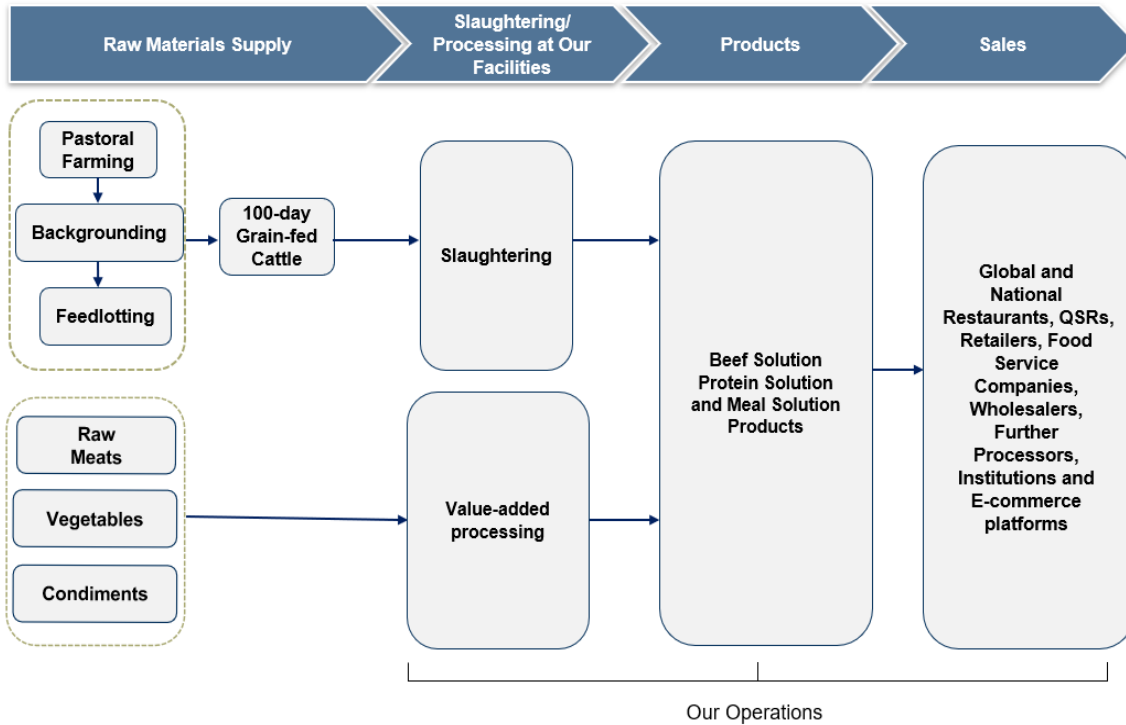 Raw Materials Supply
Slaughtering/
Processing at Our
Facilities
Products
Sales
Pastoral
Farming
Backgrounding
Feedlotting
100-day
Grain-fed
Cattle
Slaughtering
Raw
Meats
Vegetables
Condiments
Value-added
processing
Beef Solution
Protein Solution
and Meal Solution
Products
Global and
National
Restaurants, QSRs,
Retailers, Food
Service
Companies,
Wholesalers,
Further
Processors,
Institutions and
E-commerce
platforms
Our Operations